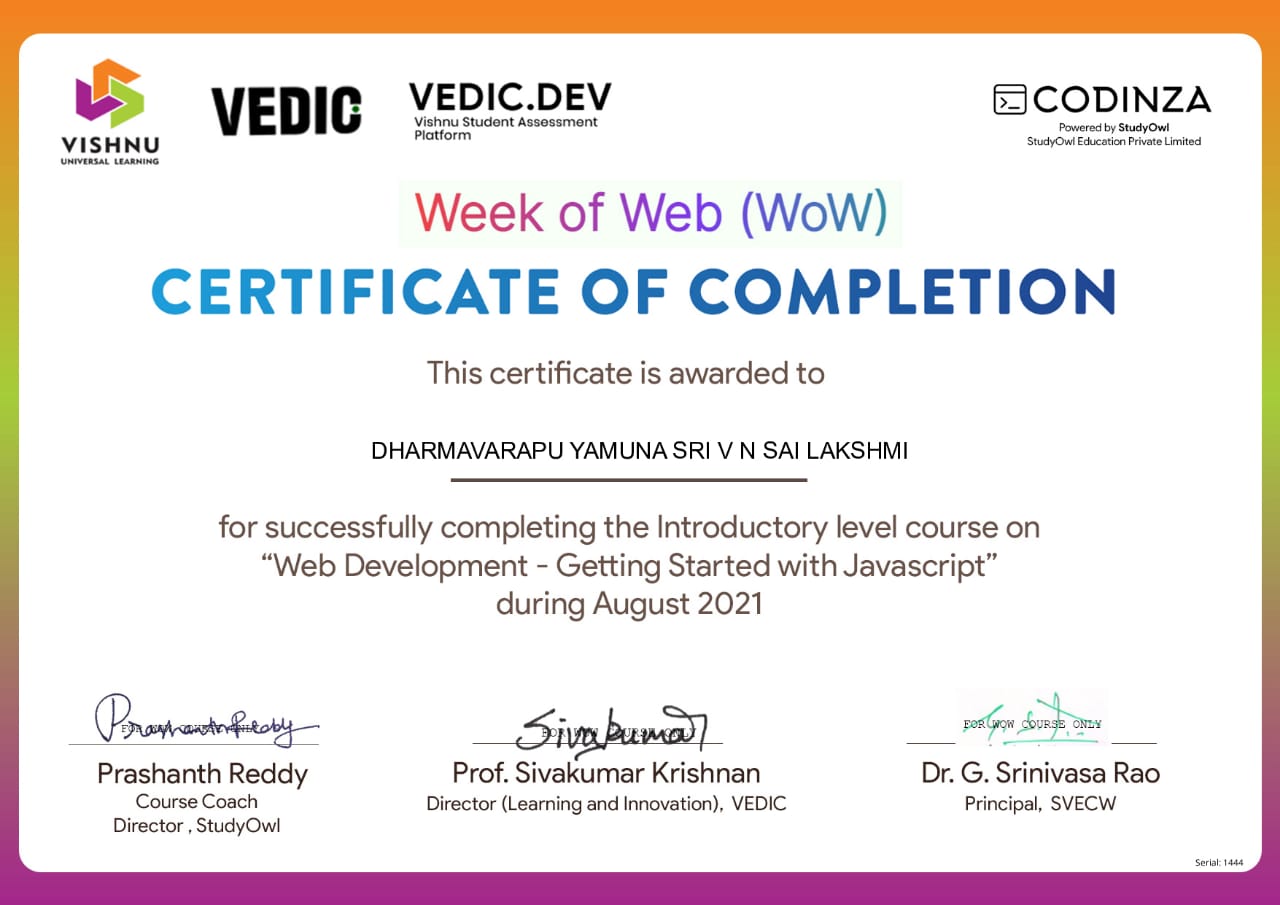 VISHNU
UNIVERSAL LEARNING
VEDIC
VEDIC.DEV
Vishnu Student Assessment
Platform
CODINZA
Powered by StudyOwl
StudyOwl Education Private Limited
Week of Web (WoW)
CERTIFICATE OF COMPLETION
This certificate is awarded to
DHARMAVARAPU YAMUNA SRI V N SAI LAKSHMI
for successfully completing the Introductory level course on
“Web Development - Getting Started with Javascript”
during August 2021
Prashanth Reddy
FOR WOW COURSE ONLY
Prashanth Reddy
Course Coach
Director , StudyOwl
Sivakumar
FOR WOW COURSE ONLY
Prof. Sivakumar Krishnan
Director (Learning and Innovation), VEDIC
FOR WOW COURSE ONLY
Dr. G. Srinivasa Rao
Principal, SVECW
Serial: 1444